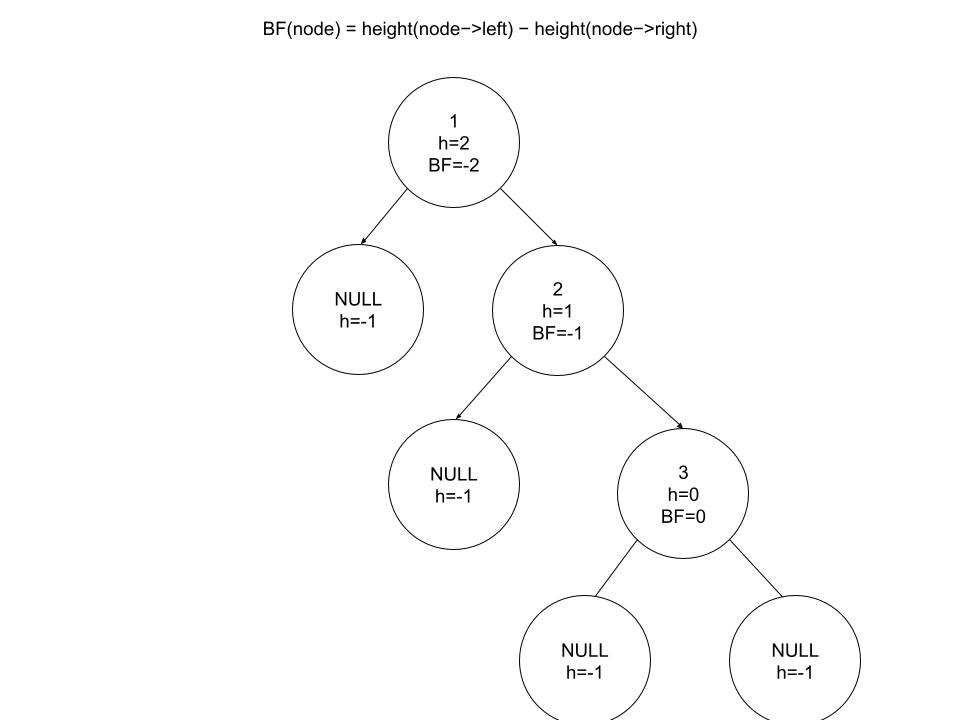 BF(node) = height(node−>left) − height(node−>right)
1
h=2
BF=-2
NULL
h=-1
2
h=1
BF=-1
NULL
h=-1
3
h=0
BF=0
NULL
h=-1
NULL
h=-1